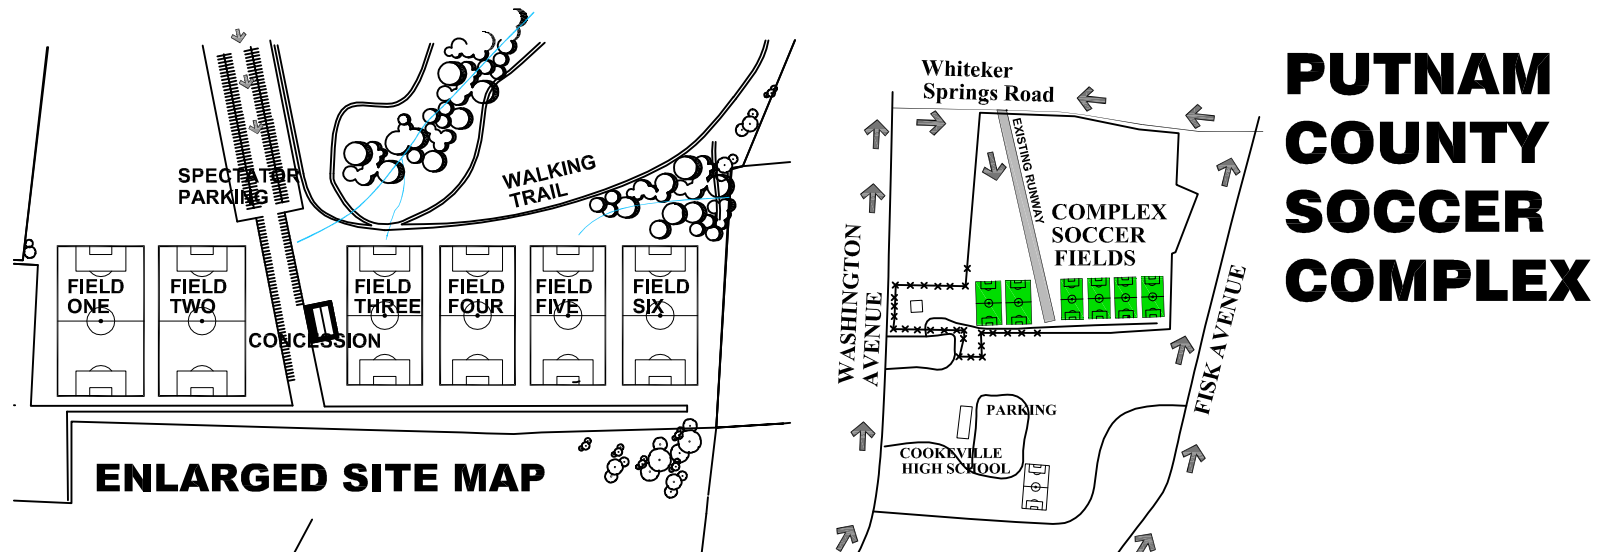 SPECTATOR
PARKING
WALKING
TRAIL
FIELD
ONE
FIELD
TWO
FIELD
THREE
FIELD
FOUR
FIELD
FIVE
FIELD
SIX
CONCESSION
ENLARGED SITE MAP
Whiteker
Springs Road
EXISTING RUNWAY
COMPLEX
SOCCER
FIELDS
WASHINGTON
AVENUE
FISK AVENUE
PARKING
COOKEVILLE
HIGH SCHOOL
PUTNAM
COUNTY
SOCCER
COMPLEX